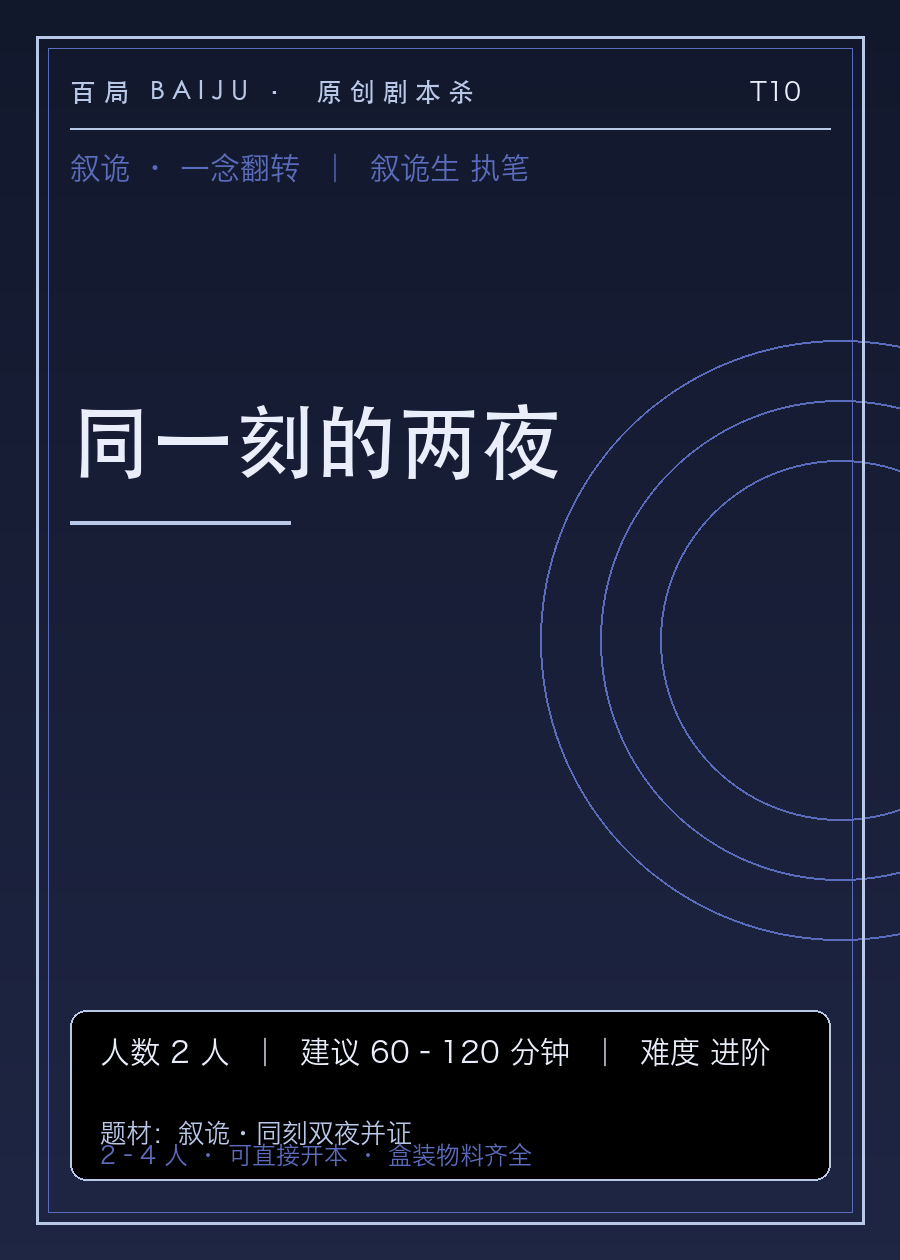 百局 BAIJU · 原创剧本杀 T10
叙诡 · 一念翻转 ｜ 叙诡生 执笔
同一刻的两夜
人数 2 人 ｜ 建议 60 - 120 分钟 ｜ 难度 进阶
题材: 叙诡 · 同刻双夜并证
2 - 4 人 · 可直接开本 · 盒装物料齐全